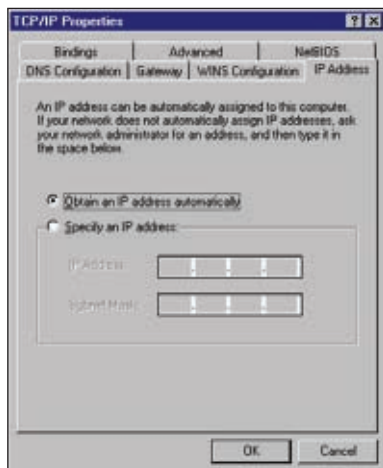 TCP/IP Properties
Bindings Advanced NetBIOS
DNS Configuration Gateway WINS Configuration IP Address
An IP address can be automatically assigned to this computer.
If your network does not automatically assign IP addresses, ask
your network administrator for an address, and then type it in
the space below.
Obtain an IP address automatically
Specify an IP address:
IP Address:
Subnet Mask:
OK Cancel